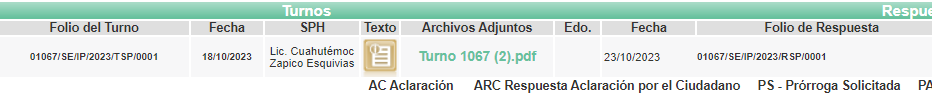 Turnos Respue
Folio del Turno Fecha SPH Texto Archivos Adjuntos Edo. Fecha Folio de Respuesta
01067/SE/IP/2023/TSP/0001 18/10/2023 Lic. Cuahutémoc Zapico Esquivias Turno 1067 (2).pdf 23/10/2023 01067/SE/IP/2023/RSP/0001
AC Aclaración ARC Respuesta Aclaración por el Ciudadano PS - Prórroga Solicitada PA